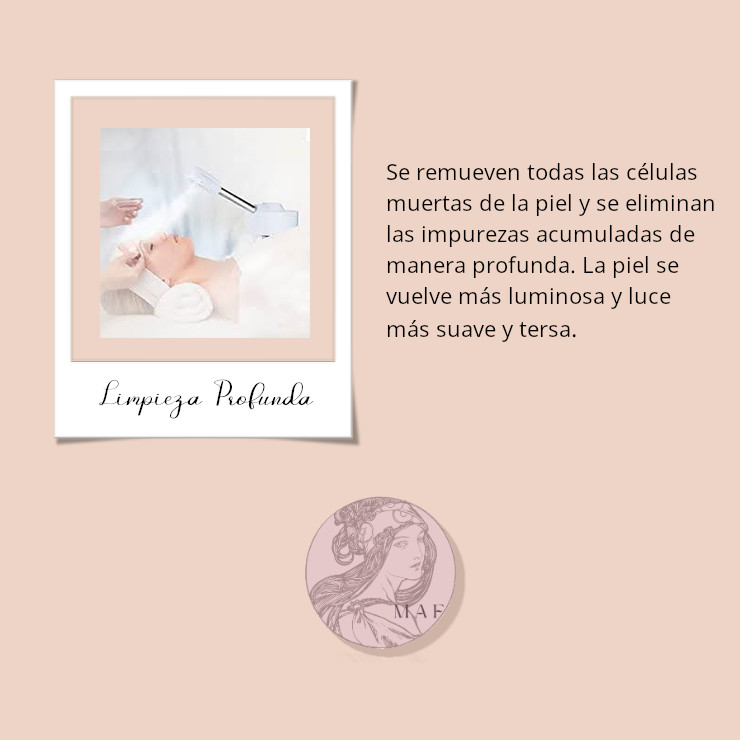 Se remueven todas las células
muertas de la piel y se eliminan
las impurezas acumuladas de
manera profunda. La piel se
vuelve más luminosa y luce
más suave y tersa.
Limpieza Profunda
MAF